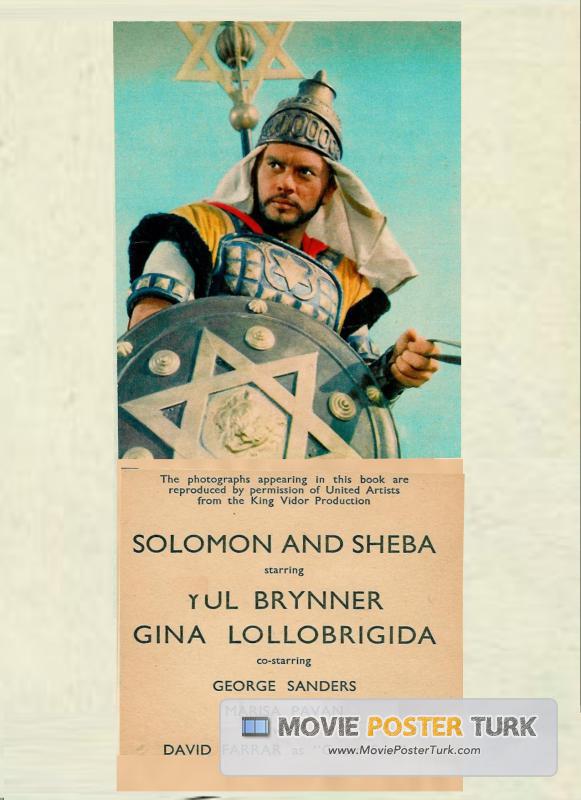 The photographs appearing in this book are
reproduced by permission of United Artists
from the King Vidor Production
SOLOMON AND SHEBA
starring
YUL BRYNNER
GINA LOLLOBRIGIDA
co-starring
GEORGE SANDERS
MARISA PAVAN
DAVID FARRAR as
MOVIE POSTER TURK
www.MoviePosterTurk.com